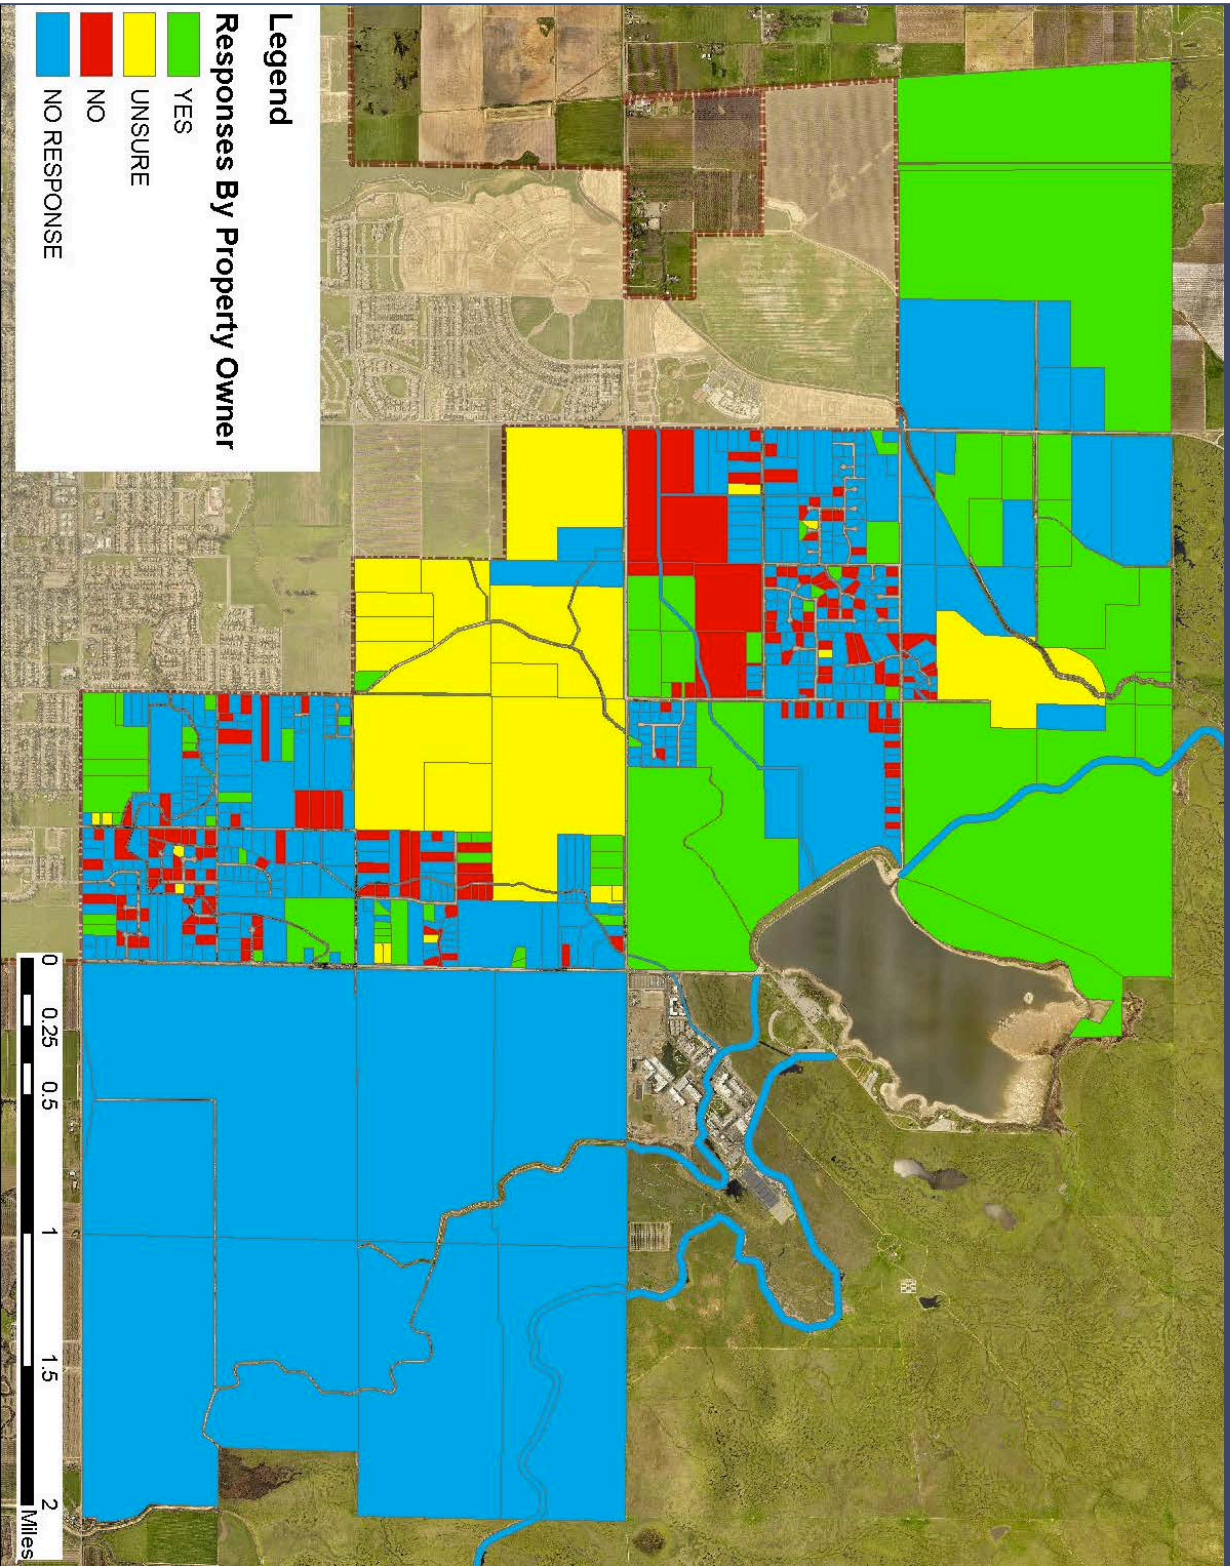 Legend
Responses By Property Owner
YES
UNSURE
NO
NO RESPONSE
0 0.25 0.5 1 1.5 2
Miles